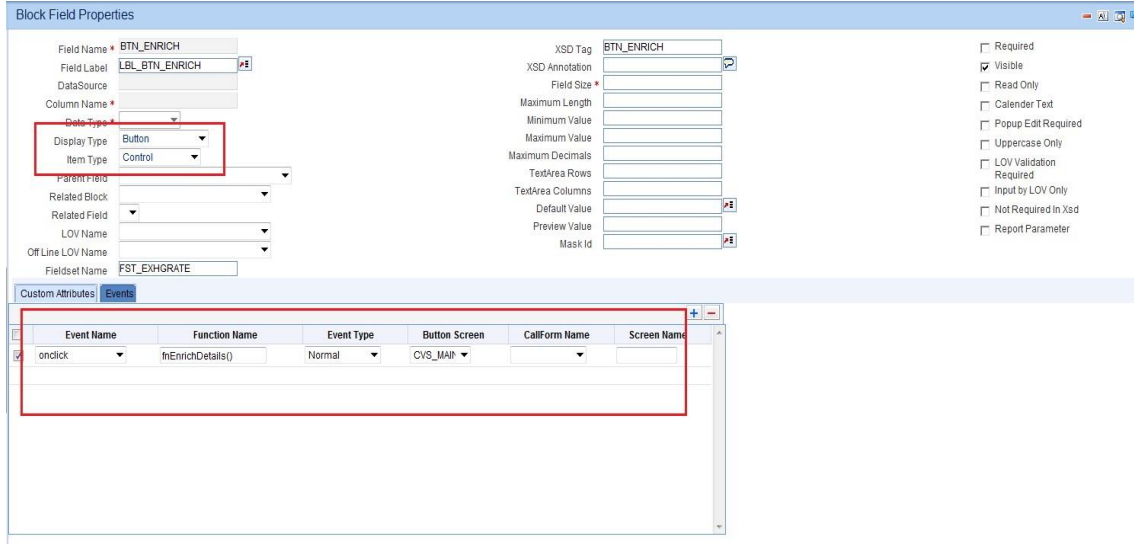 Block Field Properties
Field Name * BTN_ENRICH
Field Label LBL_BTN_ENRICH
DataSource
Column Name *
Data Type *
Display Type Button
Item Type Control
Parent Field
Related Block
Related Field
LOV Name
Off Line LOV Name
Fieldset Name FST_EXHGRATE
XSD Tag BTN_ENRICH
XSD Annotation
Field Size *
Maximum Length
Minimum Value
Maximum Value
Maximum Decimals
TextArea Rows
TextArea Columns
Default Value
Preview Value
Mask Id
Required
Visible
Read Only
Calender Text
Popup Edit Required
Uppercase Only
LOV Validation
Required
Input by LOV Only
Not Required In Xsd
Report Parameter
Custom Attributes Events
Event Name Function Name Event Type Button Screen CallForm Name Screen Name
onclick fnEnrichDetails() Normal CVS_MAIN